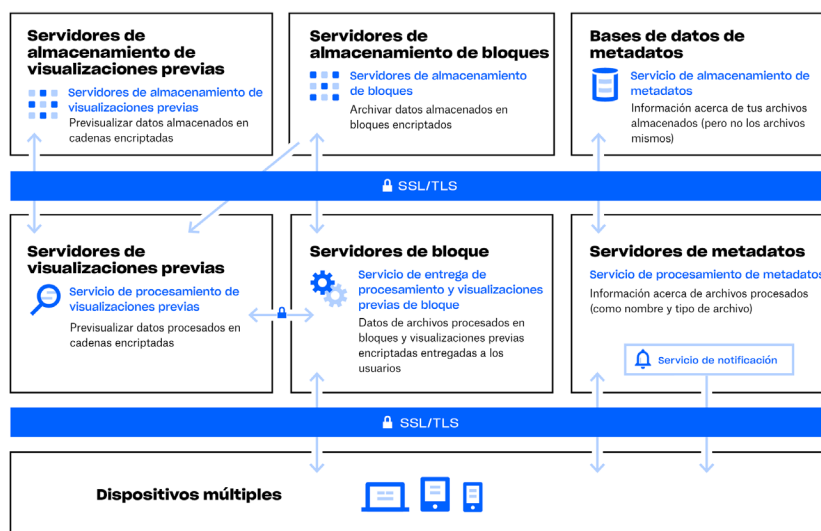 Servidores de
almacenamiento de
visualizaciones previas
Servidores de almacenamiento de
visualizaciones previas
Previsualizar datos almacenados en
cadenas encriptadas
Servidores de
almacenamiento de bloques
Servidores de almacenamiento
de bloques
Archivar datos almacenados en
bloques encriptados
Bases de datos de
metadatos
Servicio de almacenamiento de
metadatos
Información acerca de tus archivos
almacenados (pero no los archivos
mismos)
SSL/TLS
Servidores de
visualizaciones previas
Servicio de procesamiento de
visualizaciones previas
Previsualizar datos procesados en
cadenas encriptadas
Servidores de bloque
Servicio de entrega de
procesamiento y visualizaciones
previas de bloque
Datos de archivos procesados en
bloques y visualizaciones previas
encriptadas entregadas a los
usuarios
Servidores de metadatos
Servicio de procesamiento de metadatos
Información acerca de archivos procesados
(como nombre y tipo de archivo)
Servicio de notificación
SSL/TLS
Dispositivos múltiples